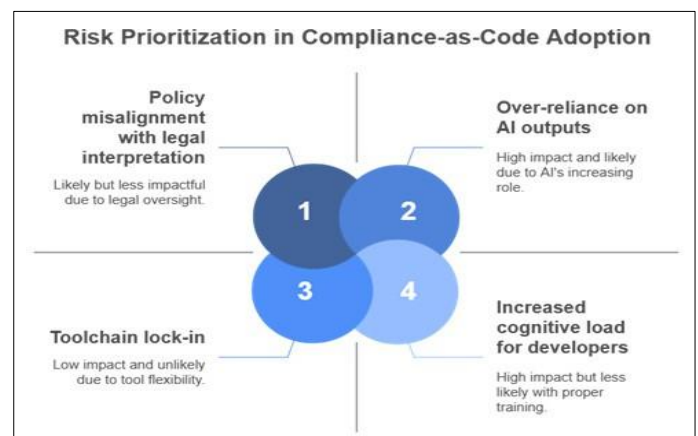 Risk Prioritization in Compliance-as-Code Adoption
Policy
misalignment
with legal
interpretation
Likely but less impactful
due to legal oversight.
Over-reliance on
AI outputs
High impact and likely
due to AI's increasing
role.
1
2
3
4
Toolchain lock-in
Low impact and unlikely
due to tool flexibility.
Increased
cognitive load
for developers
High impact but less
likely with proper
training.